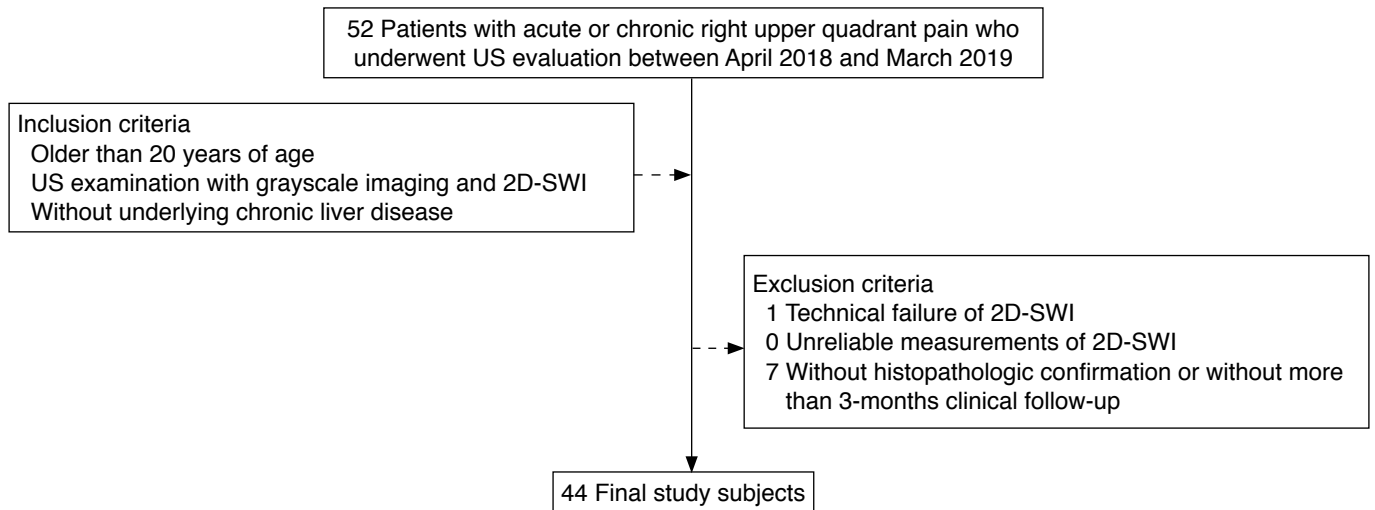 52 Patients with acute or chronic right upper quadrant pain who
underwent US evaluation between April 2018 and March 2019
Inclusion criteria
Older than 20 years of age
US examination with grayscale imaging and 2D-SWI
Without underlying chronic liver disease
Exclusion criteria
1 Technical failure of 2D-SWI
0 Unreliable measurements of 2D-SWI
7 Without histopathologic confirmation or without more
than 3-months clinical follow-up
44 Final study subjects